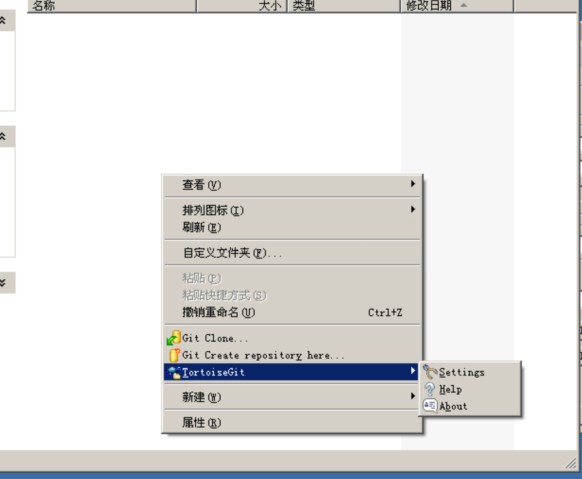 名称 大小 类型 修改日期
查看(V)
排列图标(I)
刷新(E)
自定义文件夹(F)...
粘贴(P)
粘贴快捷方式(S)
撤销重命名(U) Ctrl+Z
Git Clone...
Git Create repository here...
TortoiseGit
Settings
Help
About
新建(W)
属性(R)